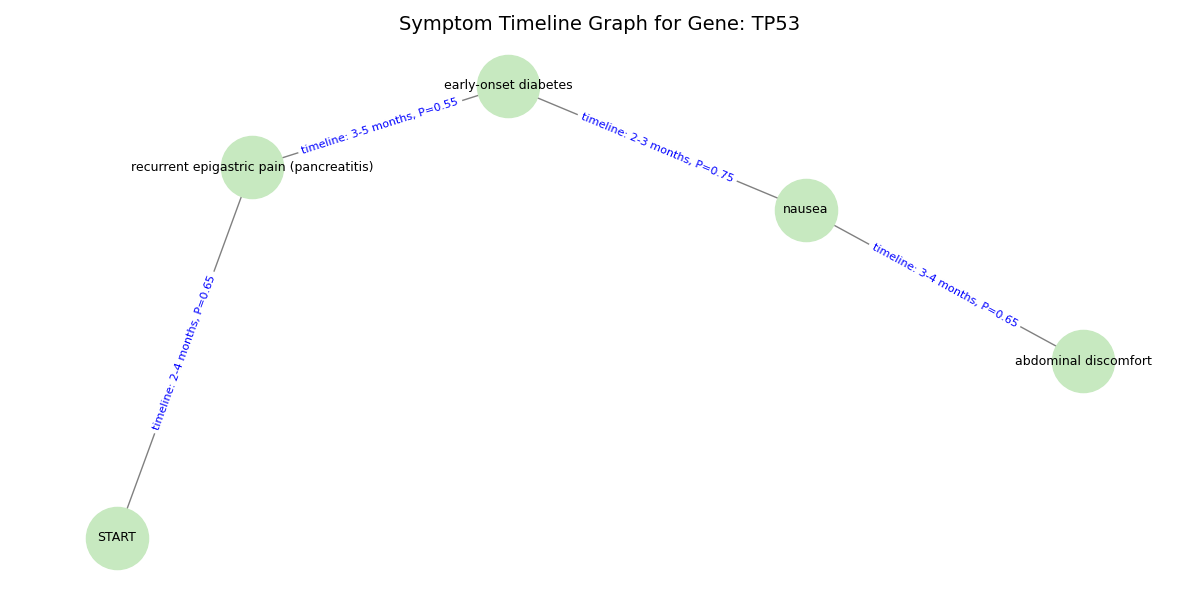 Symptom Timeline Graph for Gene: TP53
early-onset diabetes
timeline: 3-5 months, P=0.55
timeline: 2-3 months, P=0.75
recurrent epigastric pain (pancreatitis)
nausea
timeline: 3-4 months, P=0.65
timeline: 2-4 months, P=0.65
abdominal discomfort
START